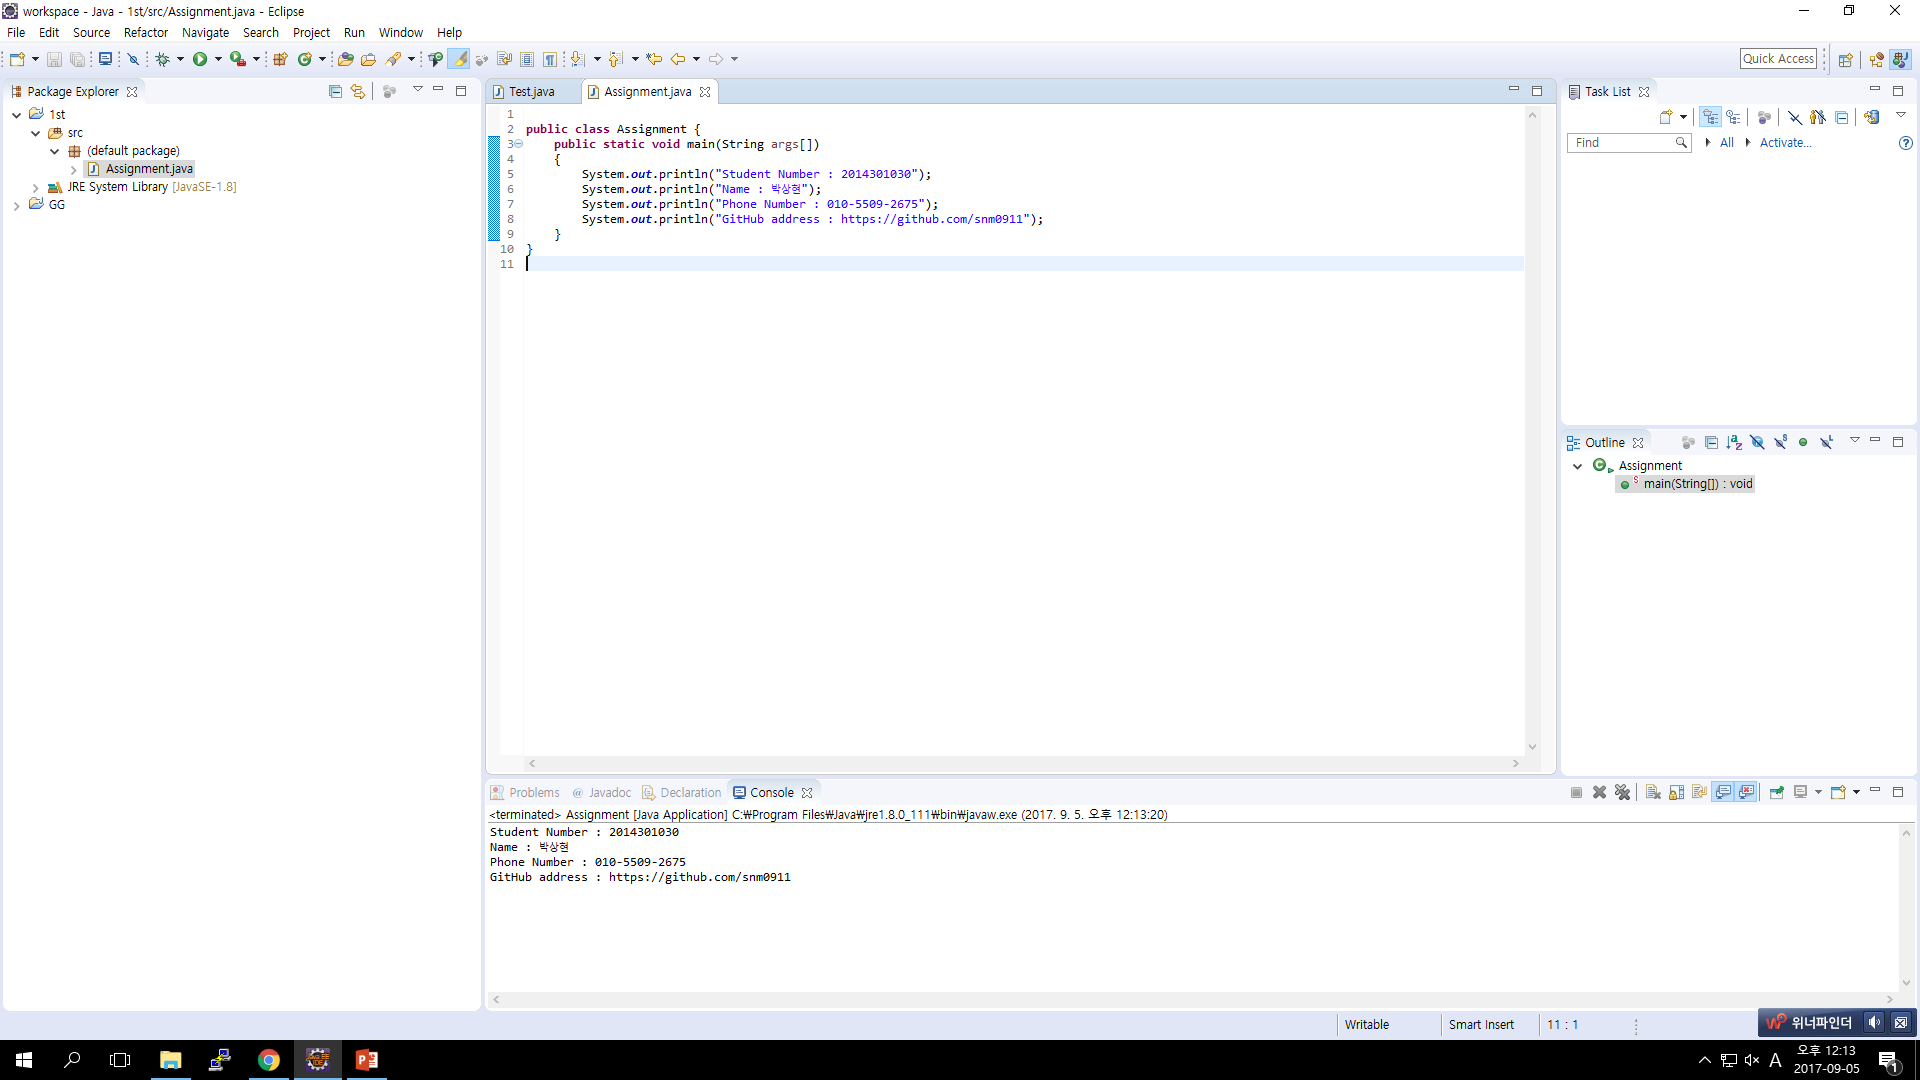 workspace - Java - 1st/src/Assignment.java - Eclipse
File Edit Source Refactor Navigate Search Project Run Window Help
Quick Access
Package Explorer
1st
src
(default package)
Assignment.java
JRE System Library [JavaSE-1.8]
GG
Test.java Assignment.java
1
2 public class Assignment {
3 public static void main(String args[])
4 {
5 System.out.println("Student Number : 2014301030");
6 System.out.println("Name : 박상현");
7 System.out.println("Phone Number : 010-5509-2675");
8 System.out.println("GitHub address : https://github.com/snm0911");
9 }
10 }
11
Task List
Find All Activate...
Outline
Assignment
main(String[]) : void
Problems @ Javadoc Declaration Console
<terminated> Assignment [Java Application] C:₩Program Files₩Java₩jre1.8.0_111₩bin₩javaw.exe (2017. 9. 5. 오후 12:13:20)
Student Number : 2014301030
Name : 박상현
Phone Number : 010-5509-2675
GitHub address : https://github.com/snm0911
Writable Smart Insert 11 : 1
위너파인더
A 오후 12:13
2017-09-05
1